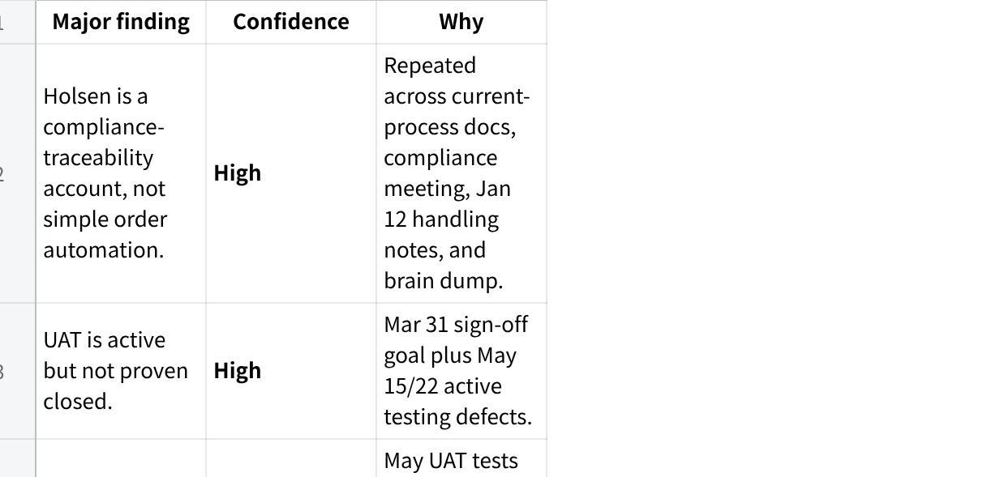 1
Major finding
Confidence
Why
2
Holsen is a
compliance-
traceability
account, not
simple order
automation.
High
Repeated
across current-
process docs,
compliance
meeting, Jan
12 handling
notes, and
brain dump.
3
UAT is active
but not proven
closed.
High
Mar 31 sign-off
goal plus May
15/22 active
testing defects.
May UAT tests